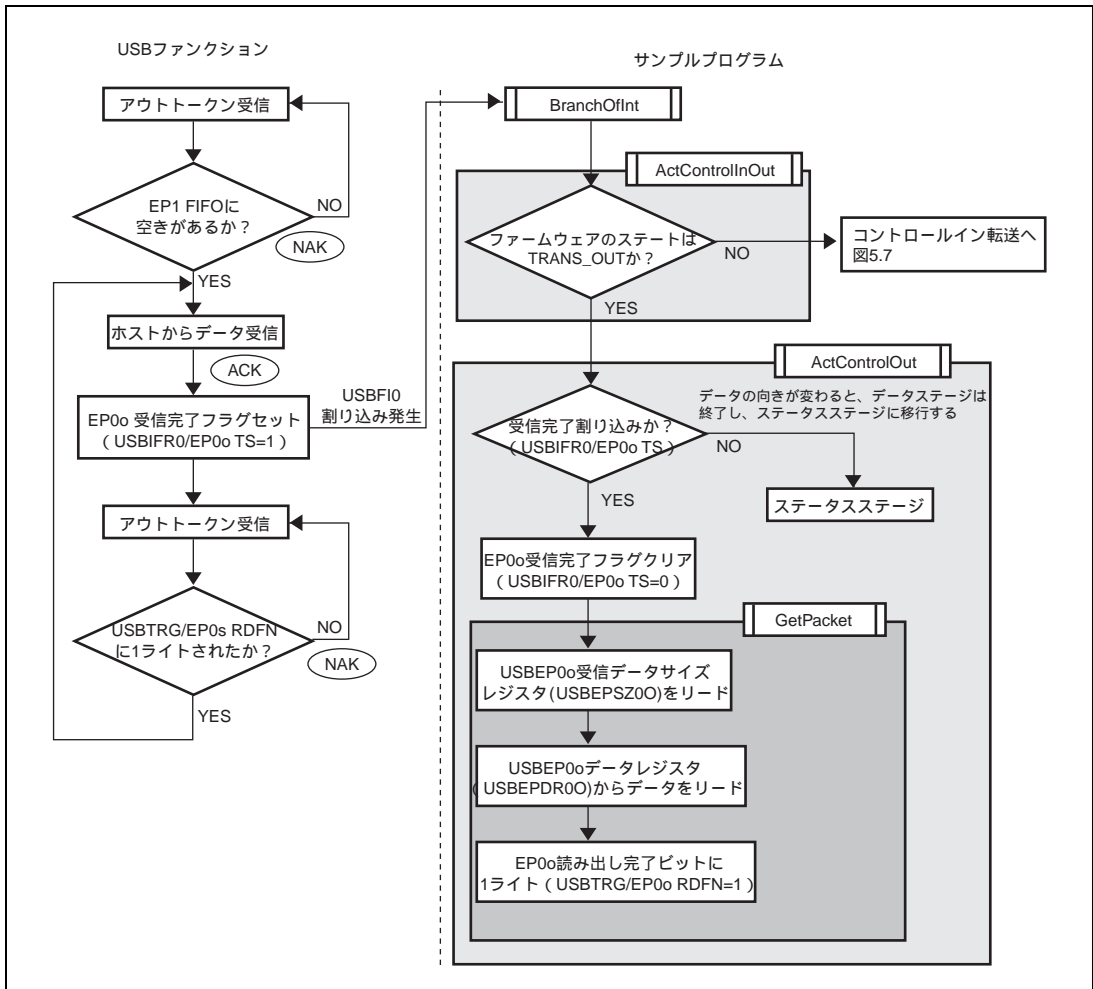 USBファンクション
アウトトークン受信
EP1 FIFOに
空きがあるか？
NO
NAK
YES
ホストからデータ受信
ACK
EP0o 受信完了フラグセット
（USBIFR0/EP0o TS=1）
USBFI0
割り込み発生
アウトトークン受信
USBTRG/EP0s RDFN
に1ライトされたか？
NO
NAK
YES
サンプルプログラム
BranchOfInt
ActControlInOut
ファームウェアのステートは
TRANS_OUTか？
NO
コントロールイン転送へ
図5.7
YES
ActControlOut
データの向きが変わると、データステージは
終了し、ステータスステージに移行する
受信完了割り込みか？
（USBIFR0/EP0o TS）
NO
ステータスステージ
YES
EP0o受信完了フラグクリア
（USBIFR0/EP0o TS=0）
GetPacket
USBEP0o受信データサイズ
レジスタ(USBEPSZ0O)をリード
USBEP0oデータレジスタ
(USBEPDR0O)からデータをリード
EP0o読み出し完了ビットに
1ライト（USBTRG/EP0o RDFN=1）